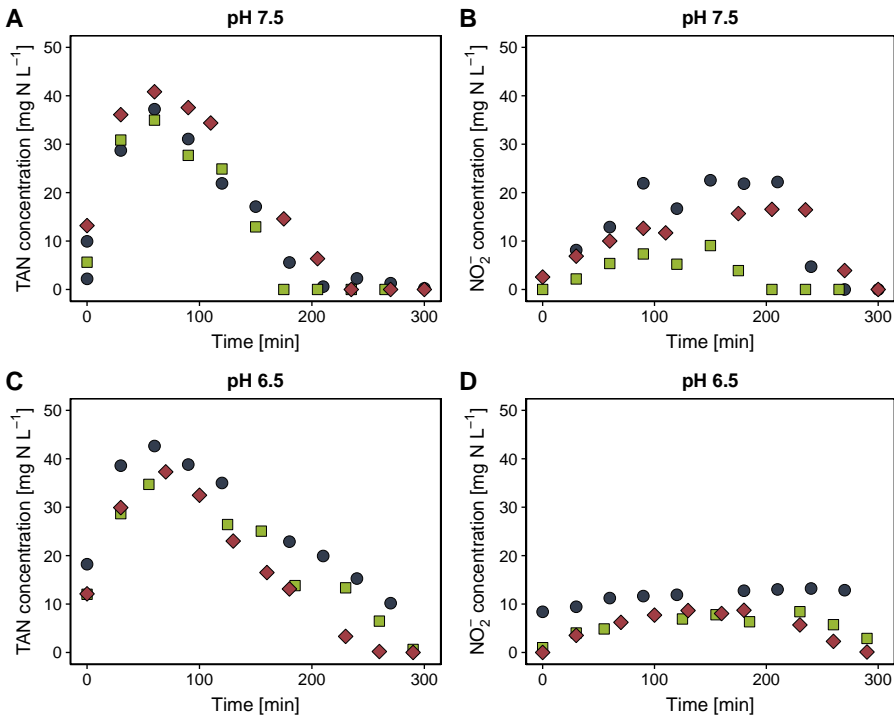 A
pH 7.5
TAN concentration [mg N L⁻¹]
50
40
30
20
10
0
0
100
200
300
Time [min]
B
pH 7.5
NO₂⁻ concentration [mg N L⁻¹]
50
40
30
20
10
0
0
100
200
300
Time [min]
C
pH 6.5
TAN concentration [mg N L⁻¹]
50
40
30
20
10
0
0
100
200
300
Time [min]
D
pH 6.5
NO₂⁻ concentration [mg N L⁻¹]
50
40
30
20
10
0
0
100
200
300
Time [min]